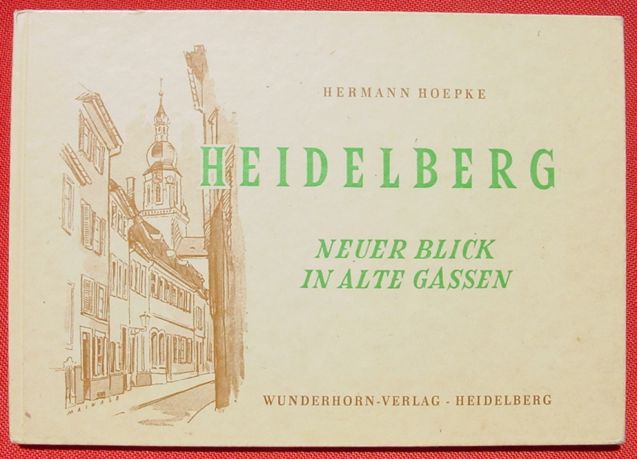 HERMANN HOEPKE
HEIDELBERG
NEUER BLICK
IN ALTE GASSEN
WUNDERHORN-VERLAG - HEIDELBERG